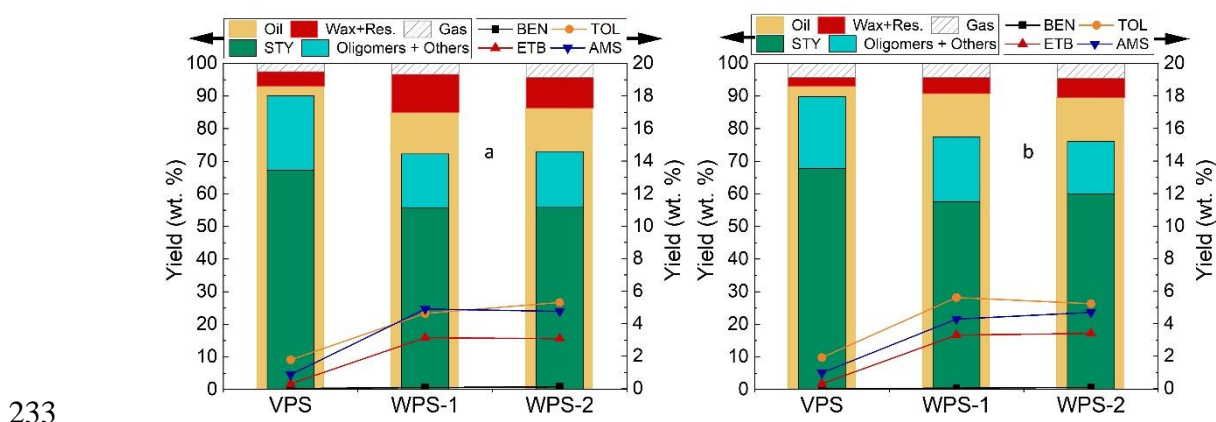 Oil Wax+Res. Gas BEN TOL
STY Oligomers + Others ETB AMS
100 20
90 18
80 16
70 14
60 12
50 10
40 8
30 6
20 4
10 2
0 0
Yield (wt. %)
Yield (wt. %)
a
VPS WPS-1 WPS-2
Oil Wax+Res. Gas BEN TOL
STY Oligomers + Others ETB AMS
100 20
90 18
80 16
70 14
60 12
50 10
40 8
30 6
20 4
10 2
0 0
Yield (wt. %)
Yield (wt. %)
b
VPS WPS-1 WPS-2
233